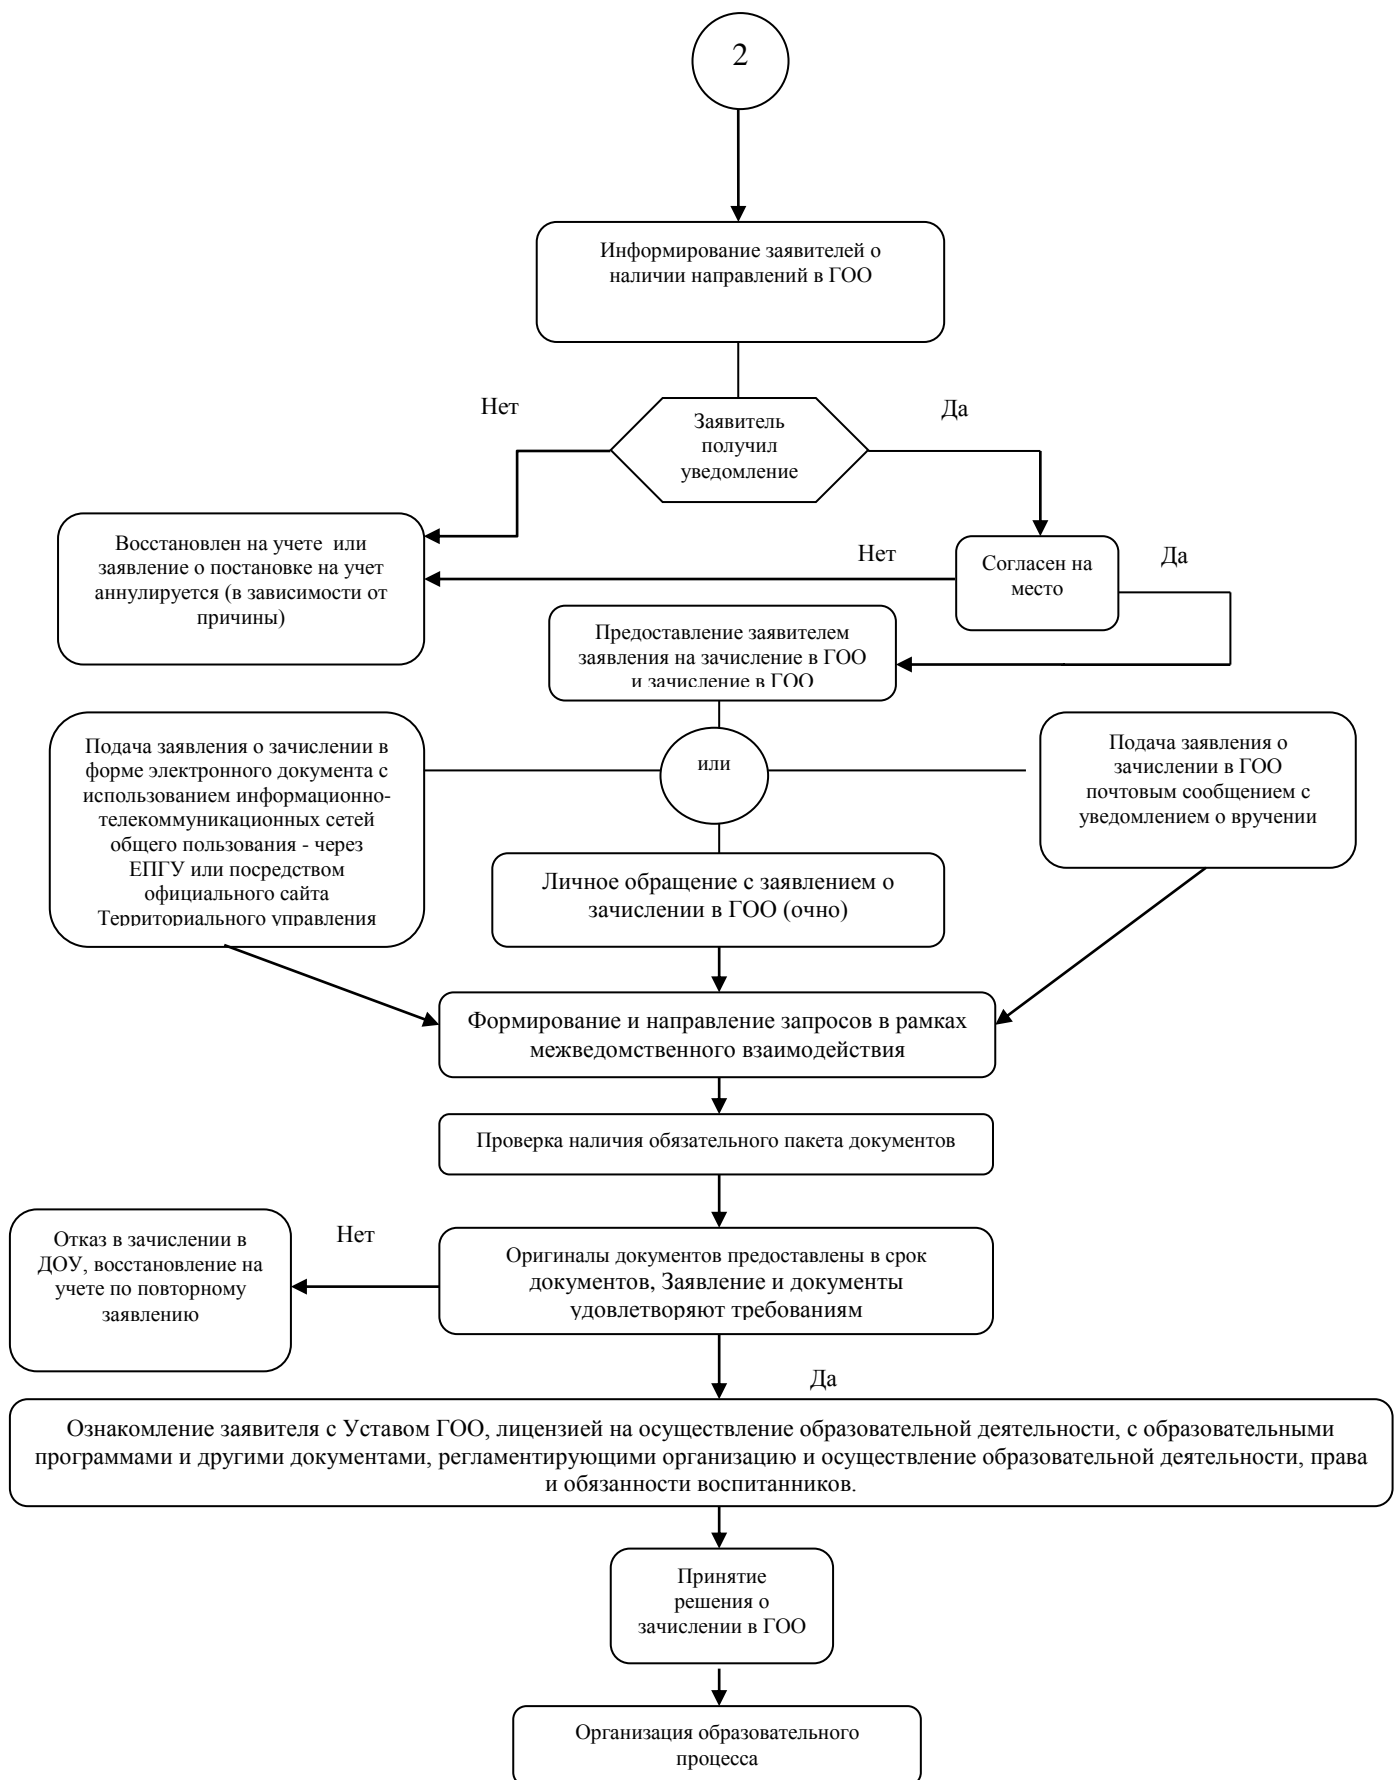 2
Информирование заявителей о
наличии направлений в ГОО
Нет
Да
Заявитель
получил
уведомление
Восстановлен на учете или
заявление о постановке на учет
аннулируется (в зависимости от
причины)
Нет
Согласен на
место
Да
Предоставление заявителем
заявления на зачисление в ГОО
и зачисление в ГОО
Подача заявления о зачислении в
форме электронного документа с
использованием информационно-
телекоммуникационных сетей
общего пользования - через
ЕПГУ или посредством
официального сайта
Территориального управления
или
Подача заявления о
зачислении в ГОО
почтовым сообщением с
уведомлением о вручении
Личное обращение с заявлением о
зачислении в ГОО (очно)
Формирование и направление запросов в рамках
межведомственного взаимодействия
Проверка наличия обязательного пакета документов
Отказ в зачислении в
ДОУ, восстановление на
учете по повторному
заявлению
Нет
Оригиналы документов предоставлены в срок
документов, Заявление и документы
удовлетворяют требованиям
Да
Ознакомление заявителя с Уставом ГОО, лицензией на осуществление образовательной деятельности, с образовательными
программами и другими документами, регламентирующими организацию и осуществление образовательной деятельности, права
и обязанности воспитанников.
Принятие
решения о
зачислении в ГОО
Организация образовательного
процесса